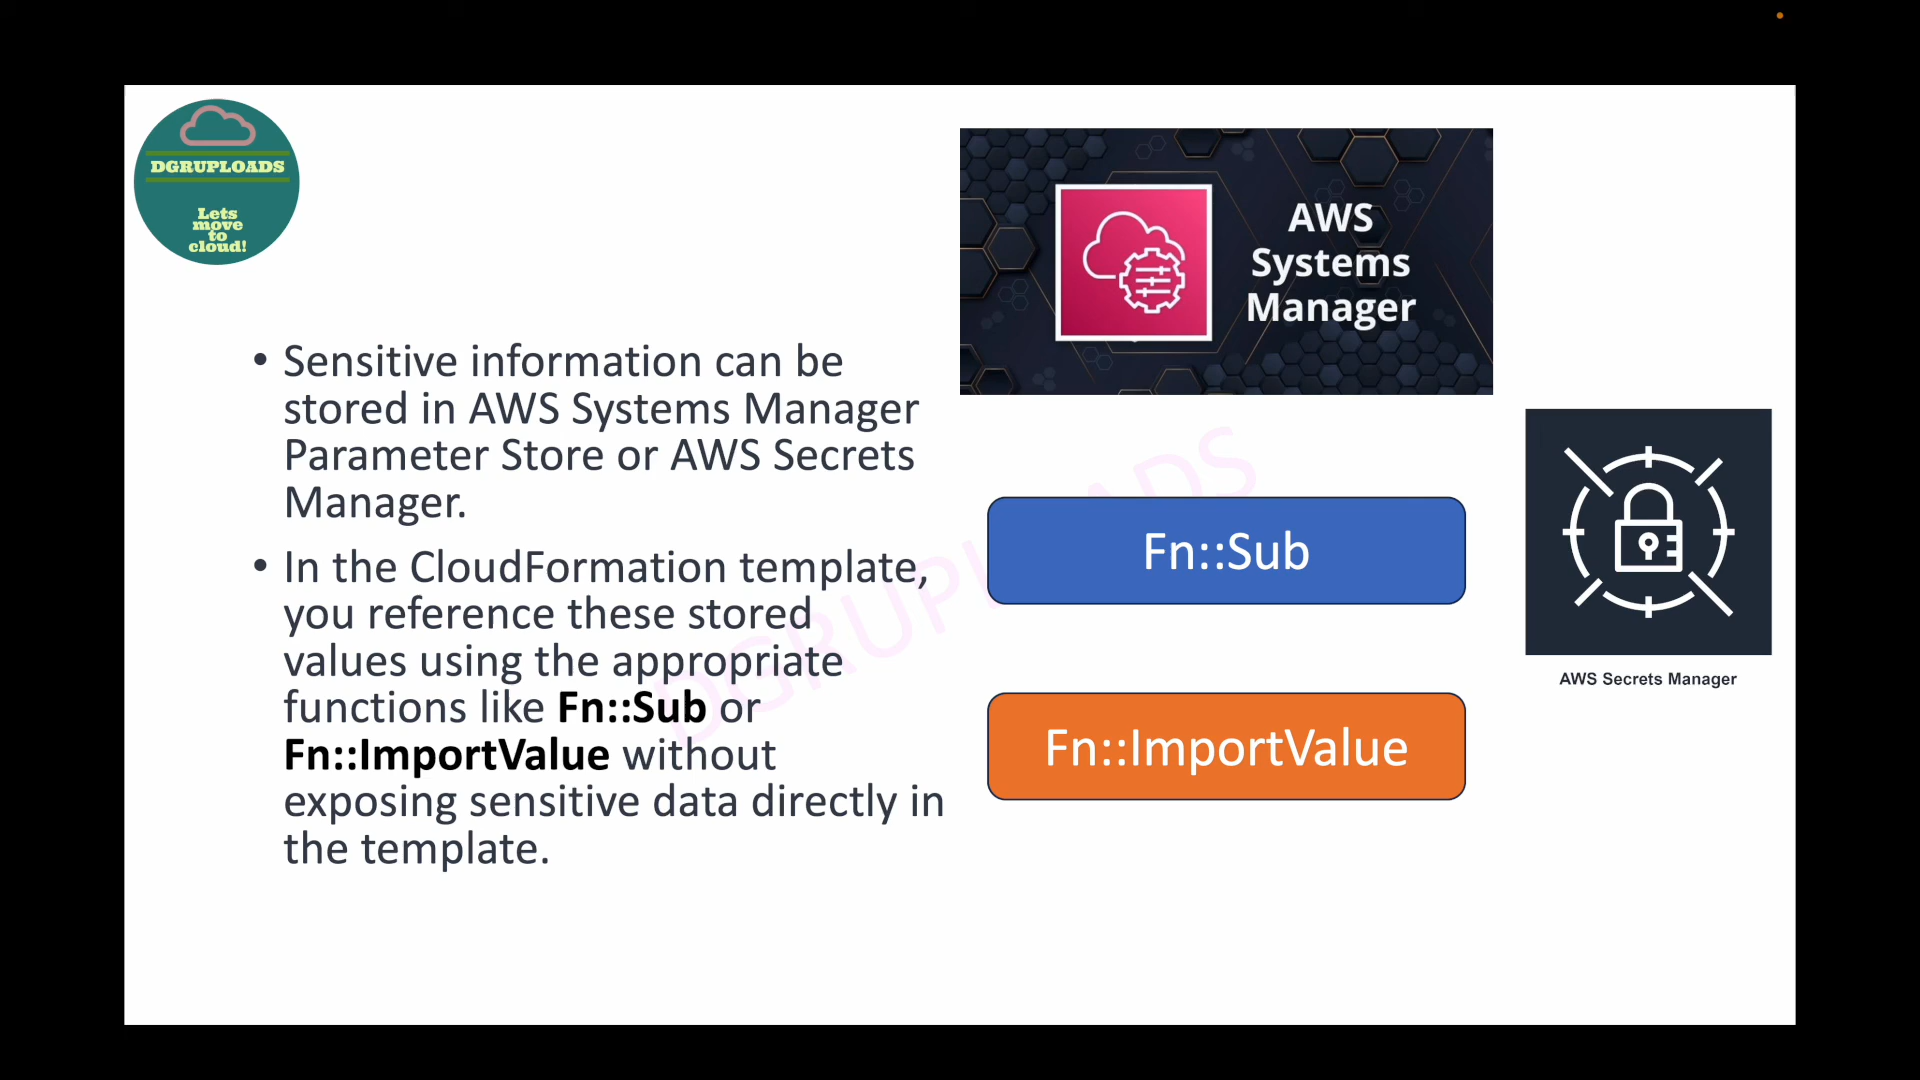 DGRUPLOADS
Lets
move
to
cloud!
AWS
Systems
Manager
• Sensitive information can be
stored in AWS Systems Manager
Parameter Store or AWS Secrets
Manager.
• In the CloudFormation template,
you reference these stored
values using the appropriate
functions like Fn::Sub or
Fn::ImportValue without
exposing sensitive data directly in
the template.
Fn::Sub
Fn::ImportValue
AWS Secrets Manager
DGRUPLOADS